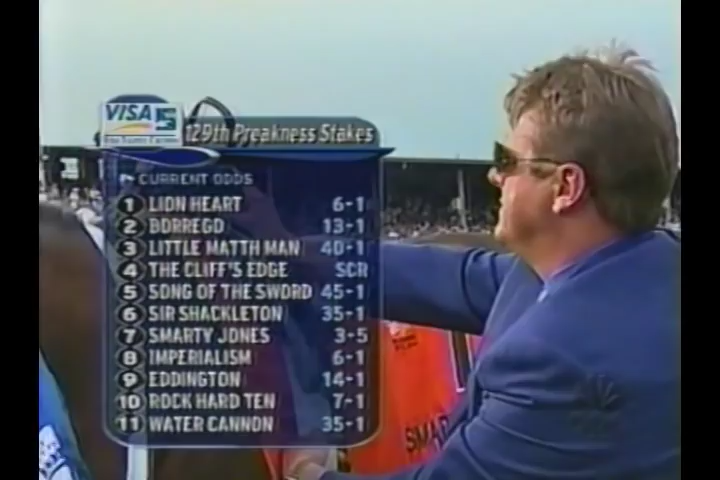 VISA 5
129th Preakness Stakes
CURRENT ODDS
1 LION HEART 6-1
2 BORREGO 13-1
3 LITTLE MATTH MAN 40-1
4 THE CLIFF'S EDGE SCR
5 SONG OF THE SWORD 45-1
6 SIR SHACKLETON 35-1
7 SMARTY JONES 3-5
8 IMPERIALISM 6-1
9 EDDINGTON 14-1
10 ROCK HARD TEN 7-1
11 WATER CANNON 35-1
SMAR